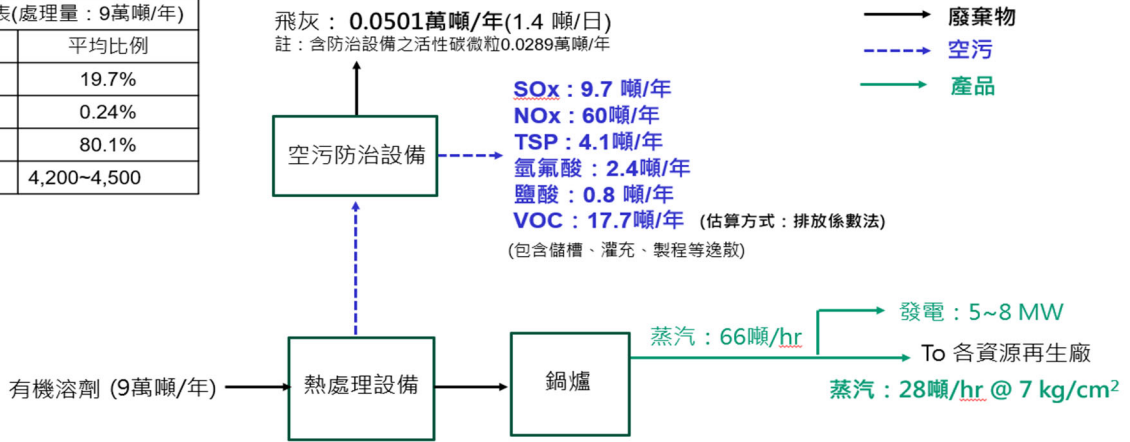 表(處理量：9萬噸/年)
平均比例
19.7%
0.24%
80.1%
4,200~4,500
飛灰： 0.0501萬噸/年(1.4 噸/日)
註：含防治設備之活性碳微粒0.0289萬噸/年
廢棄物
空污
產品
空污防治設備
SOx：9.7 噸/年
NOx：60噸/年
TSP：4.1噸/年
氫氟酸：2.4噸/年
鹽酸：0.8 噸/年
VOC：17.7噸/年 (估算方式：排放係數法)
(包含儲槽、灌充、製程等逸散)
有機溶劑 (9萬噸/年)
熱處理設備
鍋爐
蒸汽：66噸/hr
發電：5~8 MW
To 各資源再生廠
蒸汽：28噸/hr @ 7 kg/cm²